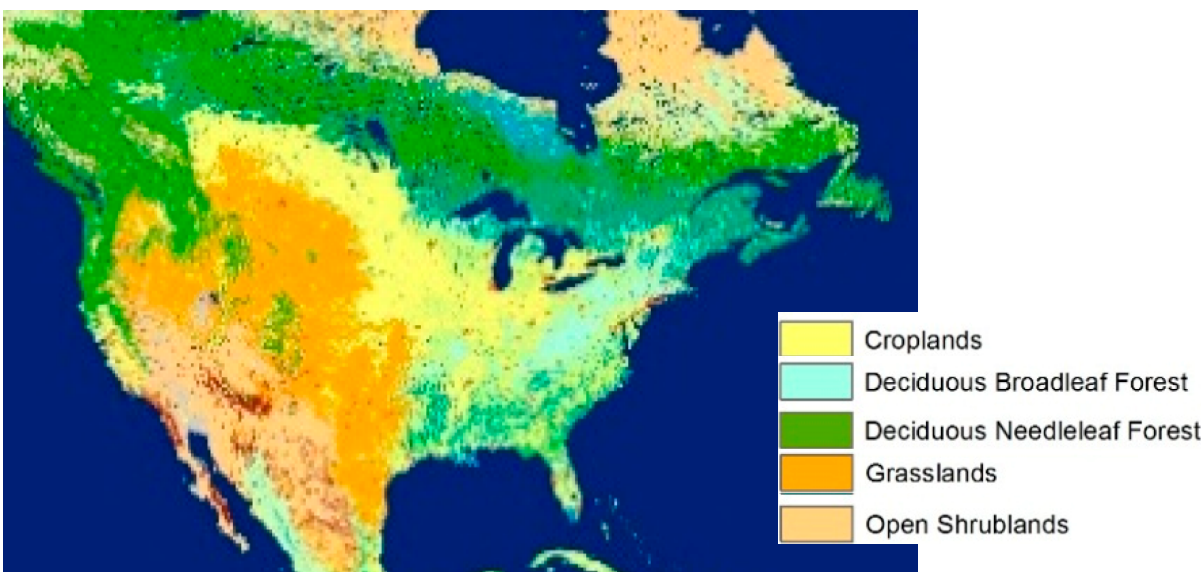 Croplands
Deciduous Broadleaf Forest
Deciduous Needleleaf Forest
Grasslands
Open Shrublands